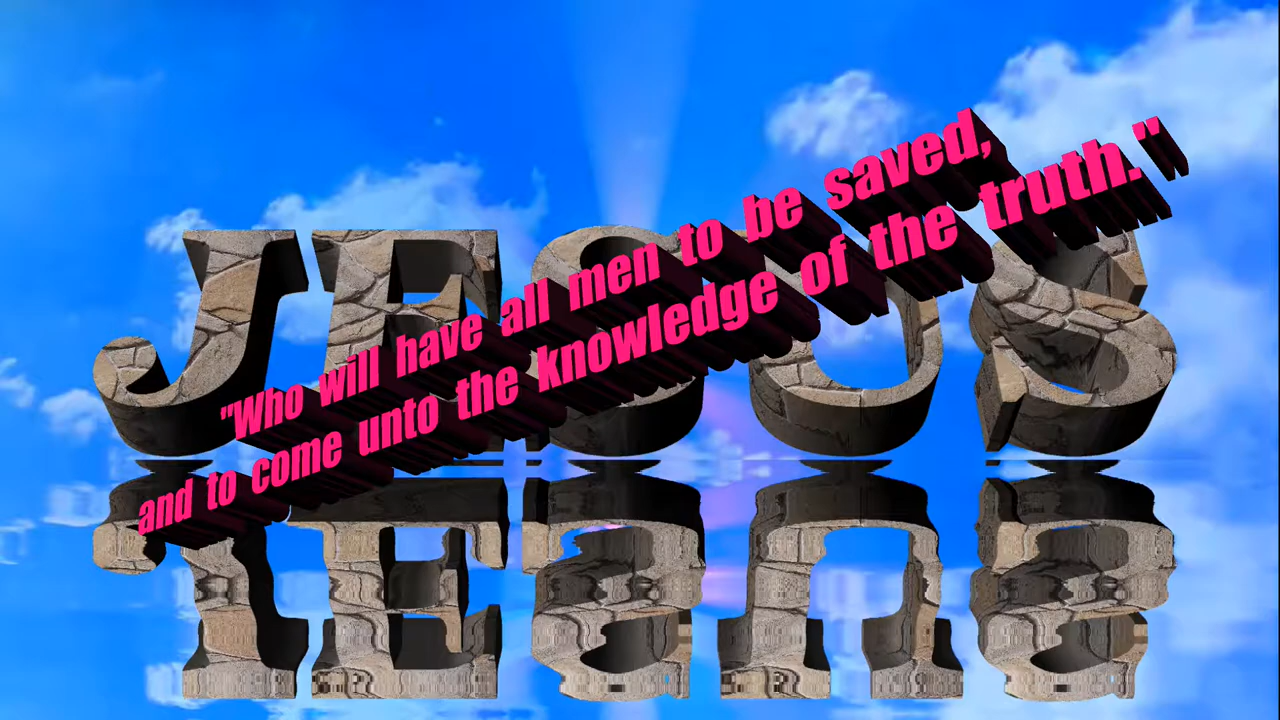 JESUS
"Who will have all men to be saved,
and to come unto the knowledge of the truth."